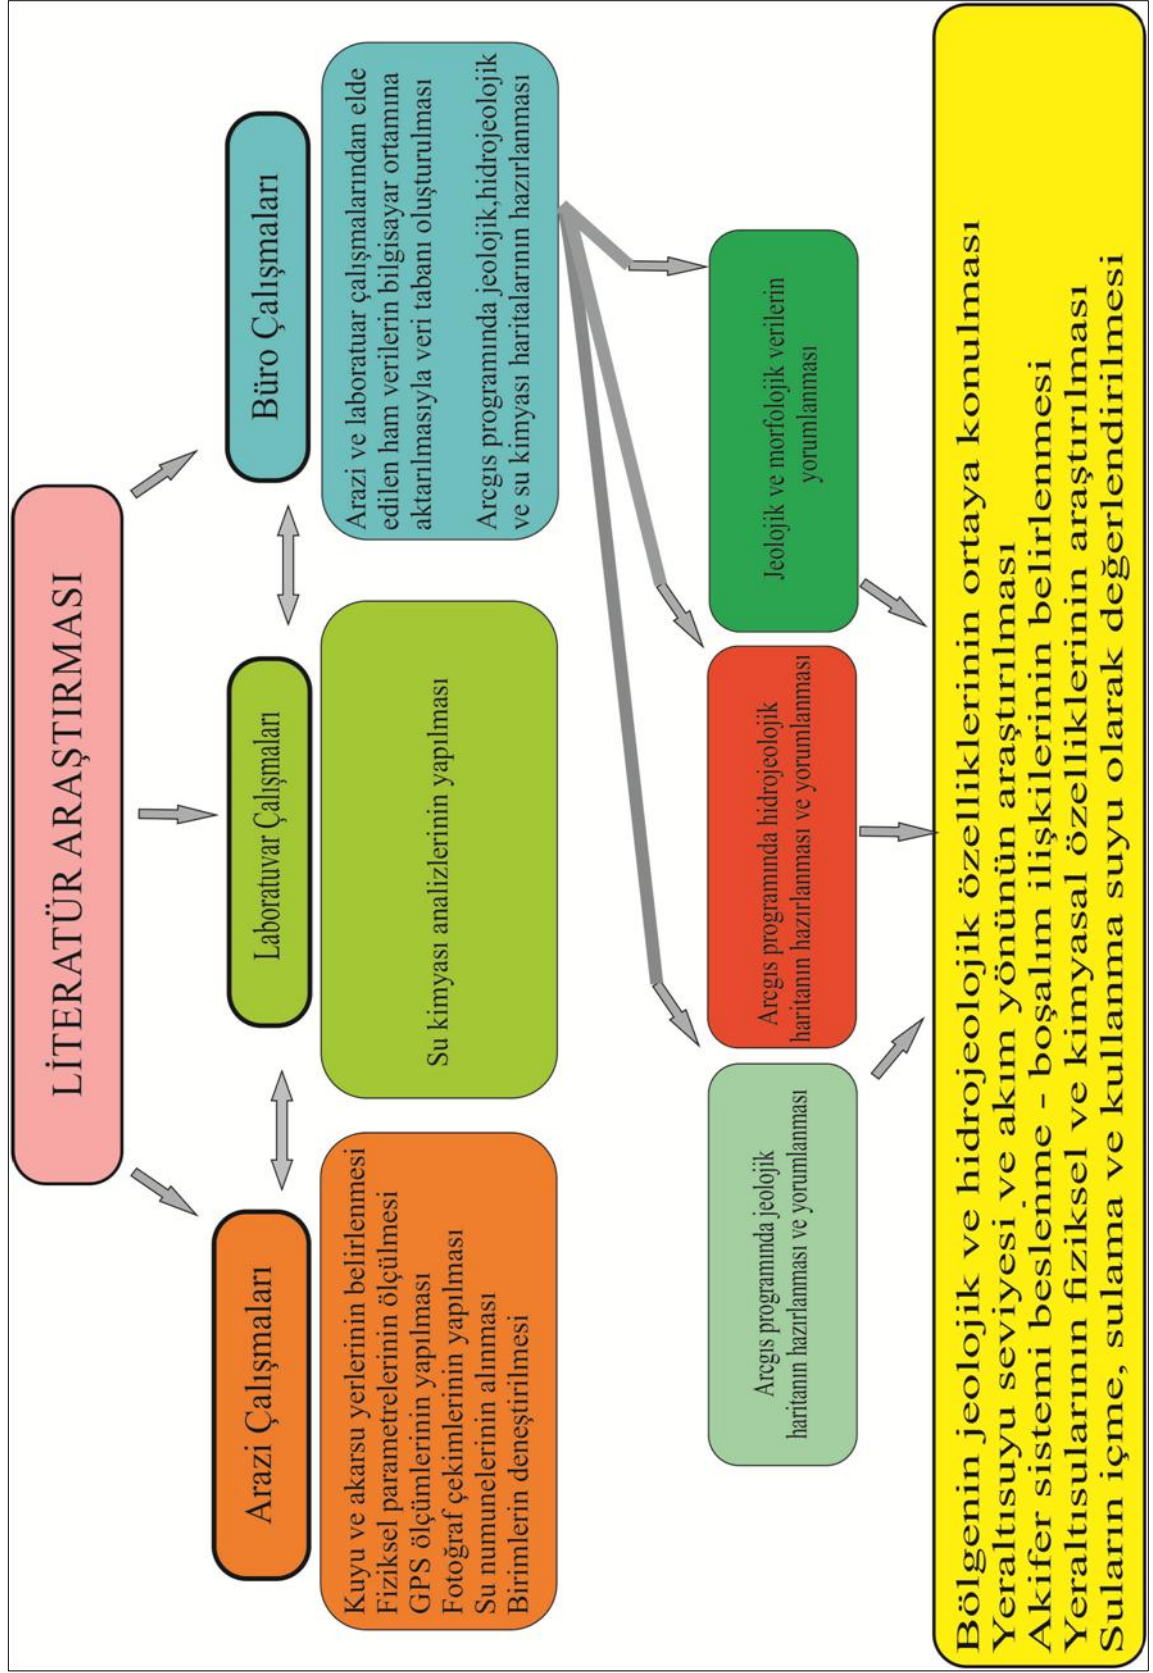 LİTERATÜR ARAŞTIRMASI
Arazi Çalışmaları
Laboratuvar Çalışmaları
Büro Çalışmaları
Kuyu ve akarsu yerlerinin belirlenmesi
Fiziksel parametrelerinin ölçülmesi
GPS ölçümlerinin yapılması
Fotoğraf çekimlerinin yapılması
Su numunelerinin alınması
Birimlerin deneştirilmesi
Su kimyası analizlerinin yapılması
Arazi ve laboratuar çalışmalarından elde
edilen ham verilerin bilgisayar ortamına
aktarılmasıyla veri tabanı oluşturulması
Arcgıs programında jeolojik,hidrojeolojik
ve su kimyası haritalarının hazırlanması
Arcgıs programında jeolojik
haritanın hazırlanması ve yorumlanması
Arcgıs programında hidrojeolojik
haritanın hazırlanması ve yorumlanması
Jeolojik ve morfolojik verilerin
yorumlanması
Bölgenin jeolojik ve hidrojeolojik özelliklerinin ortaya konulması
Yeraltısuyu seviyesi ve akım yönünün araştırılması
Akifer sistemi beslenme - boşalım ilişkilerinin belirlenmesi
Yeraltısularının fiziksel ve kimyasal özelliklerinin araştırılması
Suların içme, sulama ve kullanma suyu olarak değerlendirilmesi